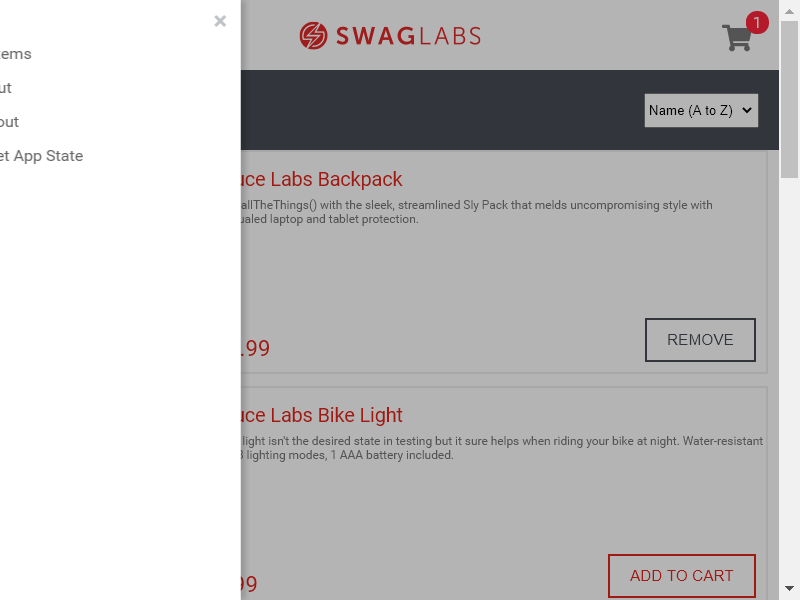 ×
tems
ut
out
et App State
SWAGLABS
1
Name (A to Z)
uce Labs Backpack
allTheThings() with the sleek, streamlined Sly Pack that melds uncompromising style with
ualed laptop and tablet protection.
.99
REMOVE
uce Labs Bike Light
light isn't the desired state in testing but it sure helps when riding your bike at night. Water-resistant
3 lighting modes, 1 AAA battery included.
99
ADD TO CART